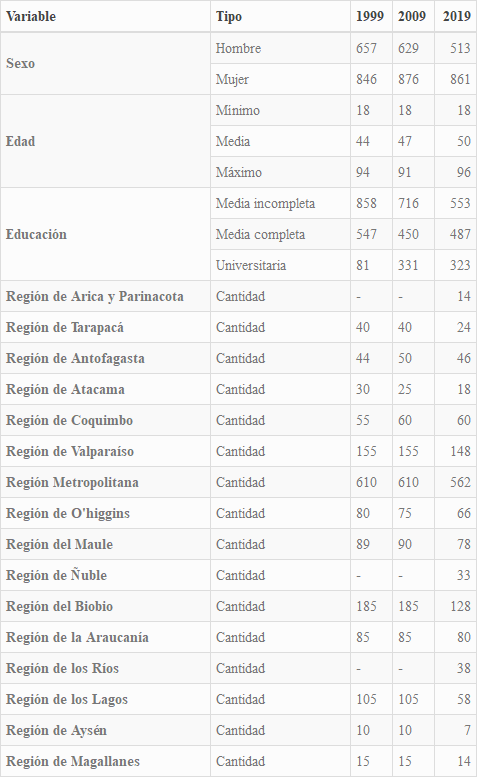 Variable Tipo 1999 2009 2019
Sexo Hombre 657 629 513
Mujer 846 876 861
Edad Mínimo 18 18 18
Media 44 47 50
Máximo 94 91 96
Educación Media incompleta 858 716 553
Media completa 547 450 487
Universitaria 81 331 323
Región de Arica y Parinacota Cantidad - - 14
Región de Tarapacá Cantidad 40 40 24
Región de Antofagasta Cantidad 44 50 46
Región de Atacama Cantidad 30 25 18
Región de Coquimbo Cantidad 55 60 60
Región de Valparaíso Cantidad 155 155 148
Región Metropolitana Cantidad 610 610 562
Región de O'higgins Cantidad 80 75 66
Región del Maule Cantidad 89 90 78
Región de Ñuble Cantidad - - 33
Región del Biobio Cantidad 185 185 128
Región de la Araucanía Cantidad 85 85 80
Región de los Ríos Cantidad - - 38
Región de los Lagos Cantidad 105 105 58
Región de Aysén Cantidad 10 10 7
Región de Magallanes Cantidad 15 15 14